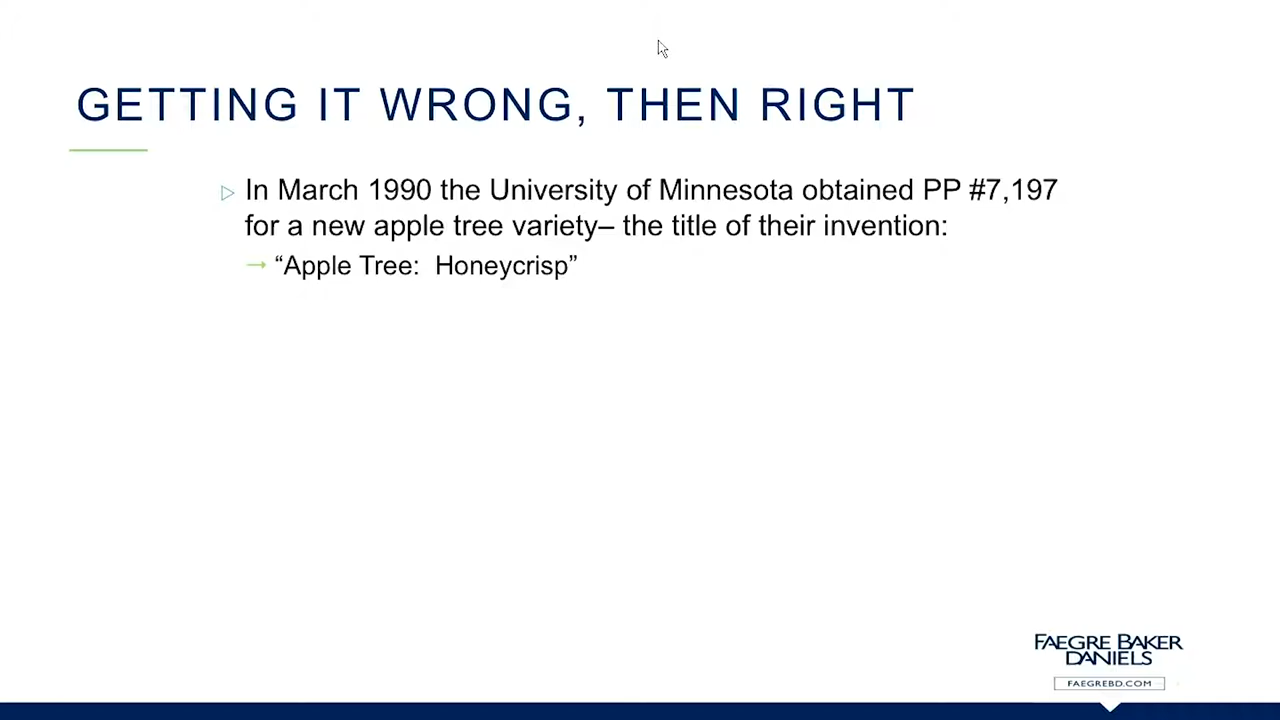 GETTING IT WRONG, THEN RIGHT
In March 1990 the University of Minnesota obtained PP #7,197
for a new apple tree variety– the title of their invention:
“Apple Tree:  Honeycrisp”
FAEGRE BAKER
DANIELS
FAEGREBD.COM